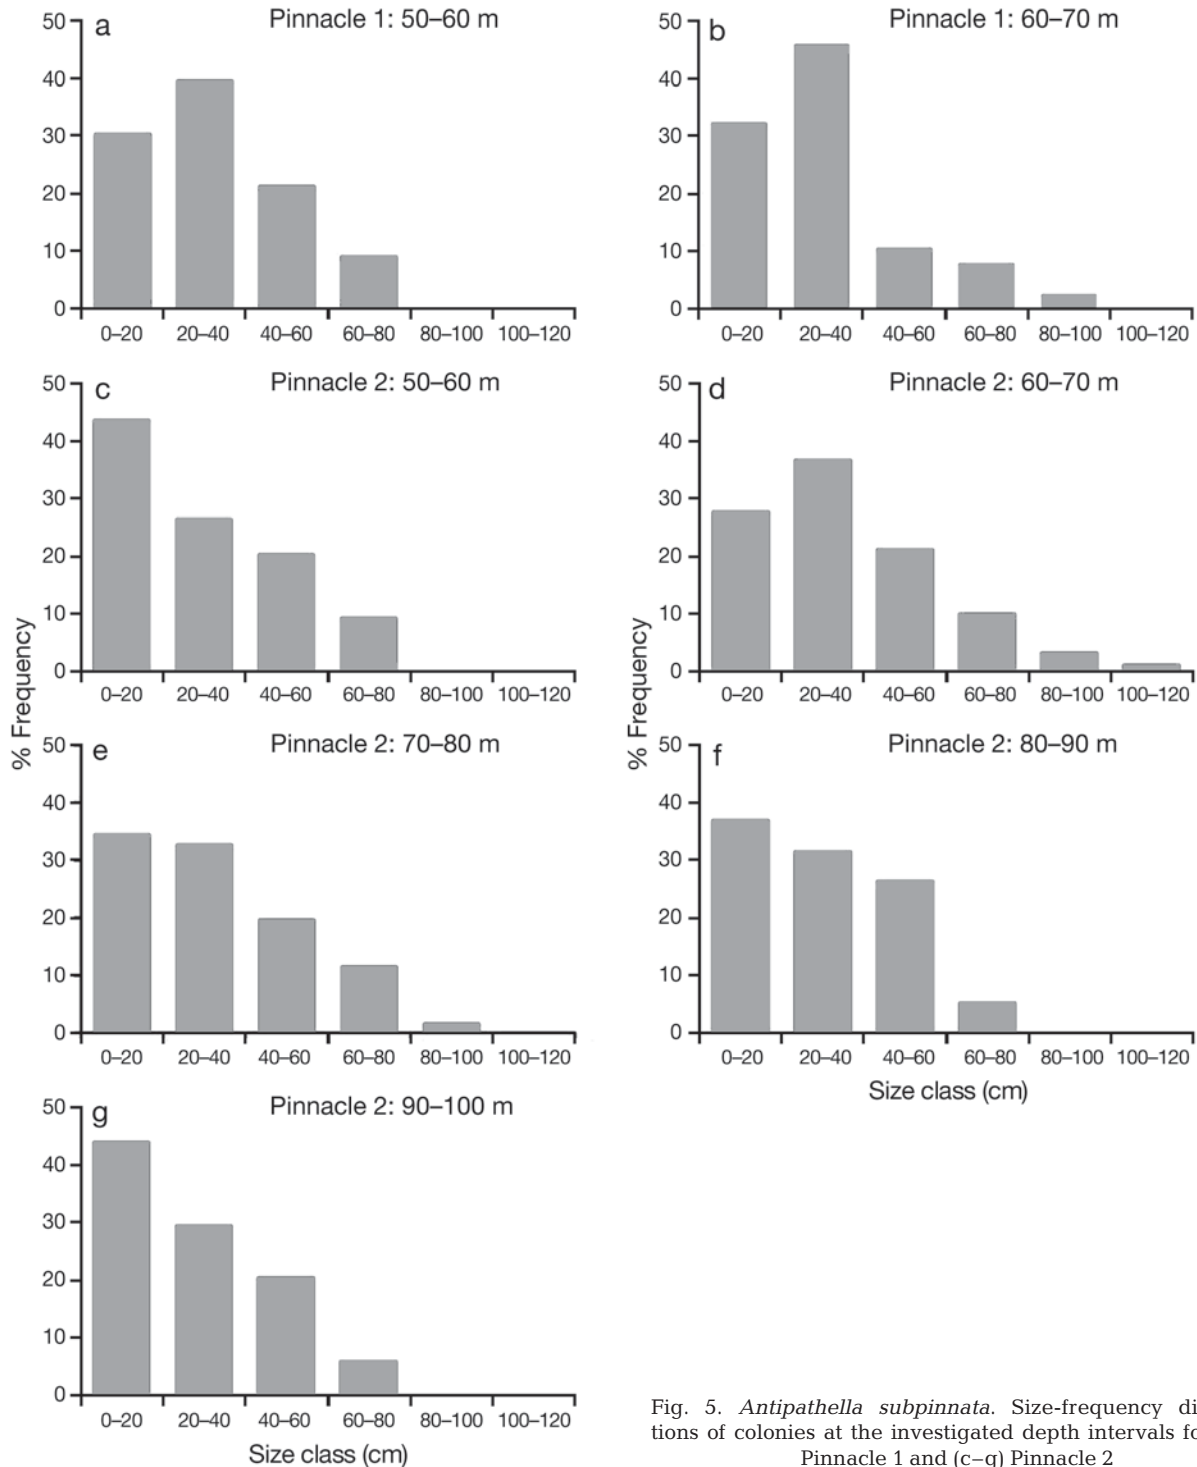 a
Pinnacle 1: 50–60 m
50
40
30
20
10
0
0–20 20–40 40–60 60–80 80–100 100–120
b
Pinnacle 1: 60–70 m
50
40
30
20
10
0
0–20 20–40 40–60 60–80 80–100 100–120
c
Pinnacle 2: 50–60 m
50
40
30
20
10
0
0–20 20–40 40–60 60–80 80–100 100–120
d
Pinnacle 2: 60–70 m
50
40
30
20
10
0
0–20 20–40 40–60 60–80 80–100 100–120
% Frequency
% Frequency
e
Pinnacle 2: 70–80 m
50
40
30
20
10
0
0–20 20–40 40–60 60–80 80–100 100–120
f
Pinnacle 2: 80–90 m
50
40
30
20
10
0
0–20 20–40 40–60 60–80 80–100 100–120
Size class (cm)
g
Pinnacle 2: 90–100 m
50
40
30
20
10
0
0–20 20–40 40–60 60–80 80–100 100–120
Size class (cm)
Fig. 5. Antipathella subpinnata. Size-frequency di
tions of colonies at the investigated depth intervals fo
Pinnacle 1 and (c–g) Pinnacle 2